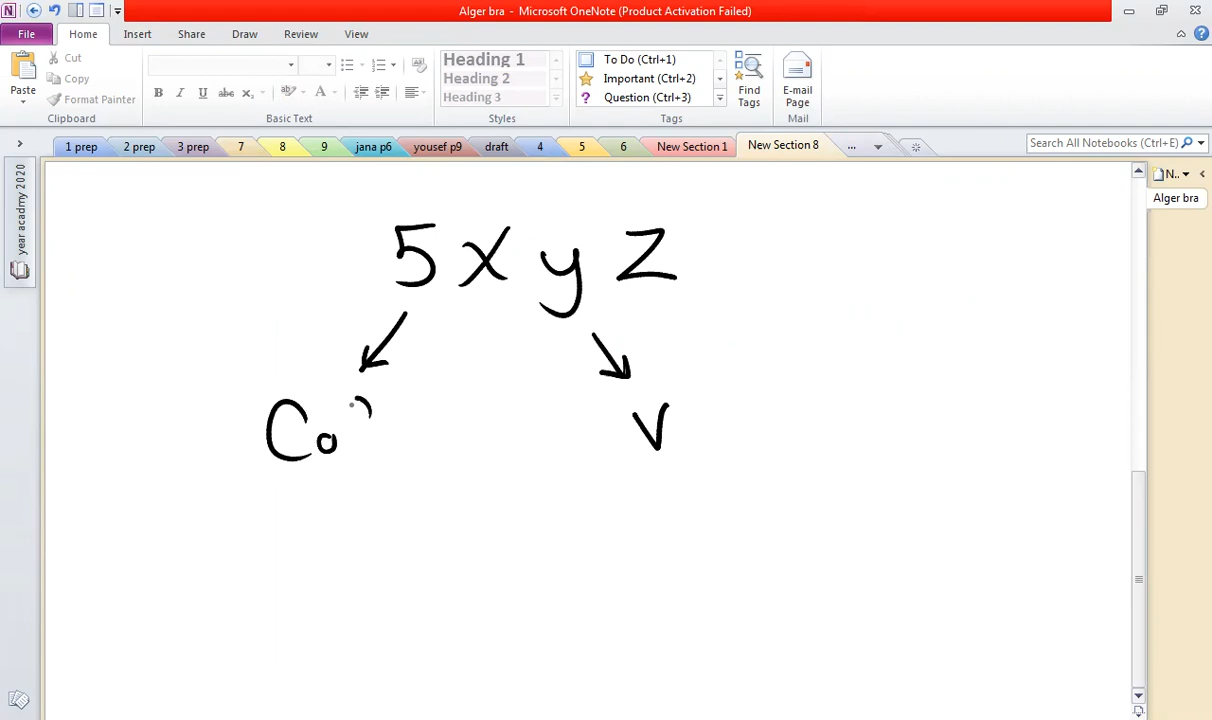 Alger bra - Microsoft OneNote (Product Activation Failed)
File Home Insert Share Draw Review View
Paste
Cut
Copy
Format Painter
Clipboard
B I U abc x₂ A
Basic Text
Heading 1
Heading 2
Heading 3
Styles
To Do (Ctrl+1)
Important (Ctrl+2)
? Question (Ctrl+3)
Tags
Find Tags
E-mail Page
Mail
1 prep 2 prep 3 prep 7 8 9 jana p6 yousef p9 draft 4 5 6 New Section 1 New Section 8 ...
Search All Notebooks (Ctrl+E)
N..
Alger bra
year acadmy 2020
5 x y z
Co V